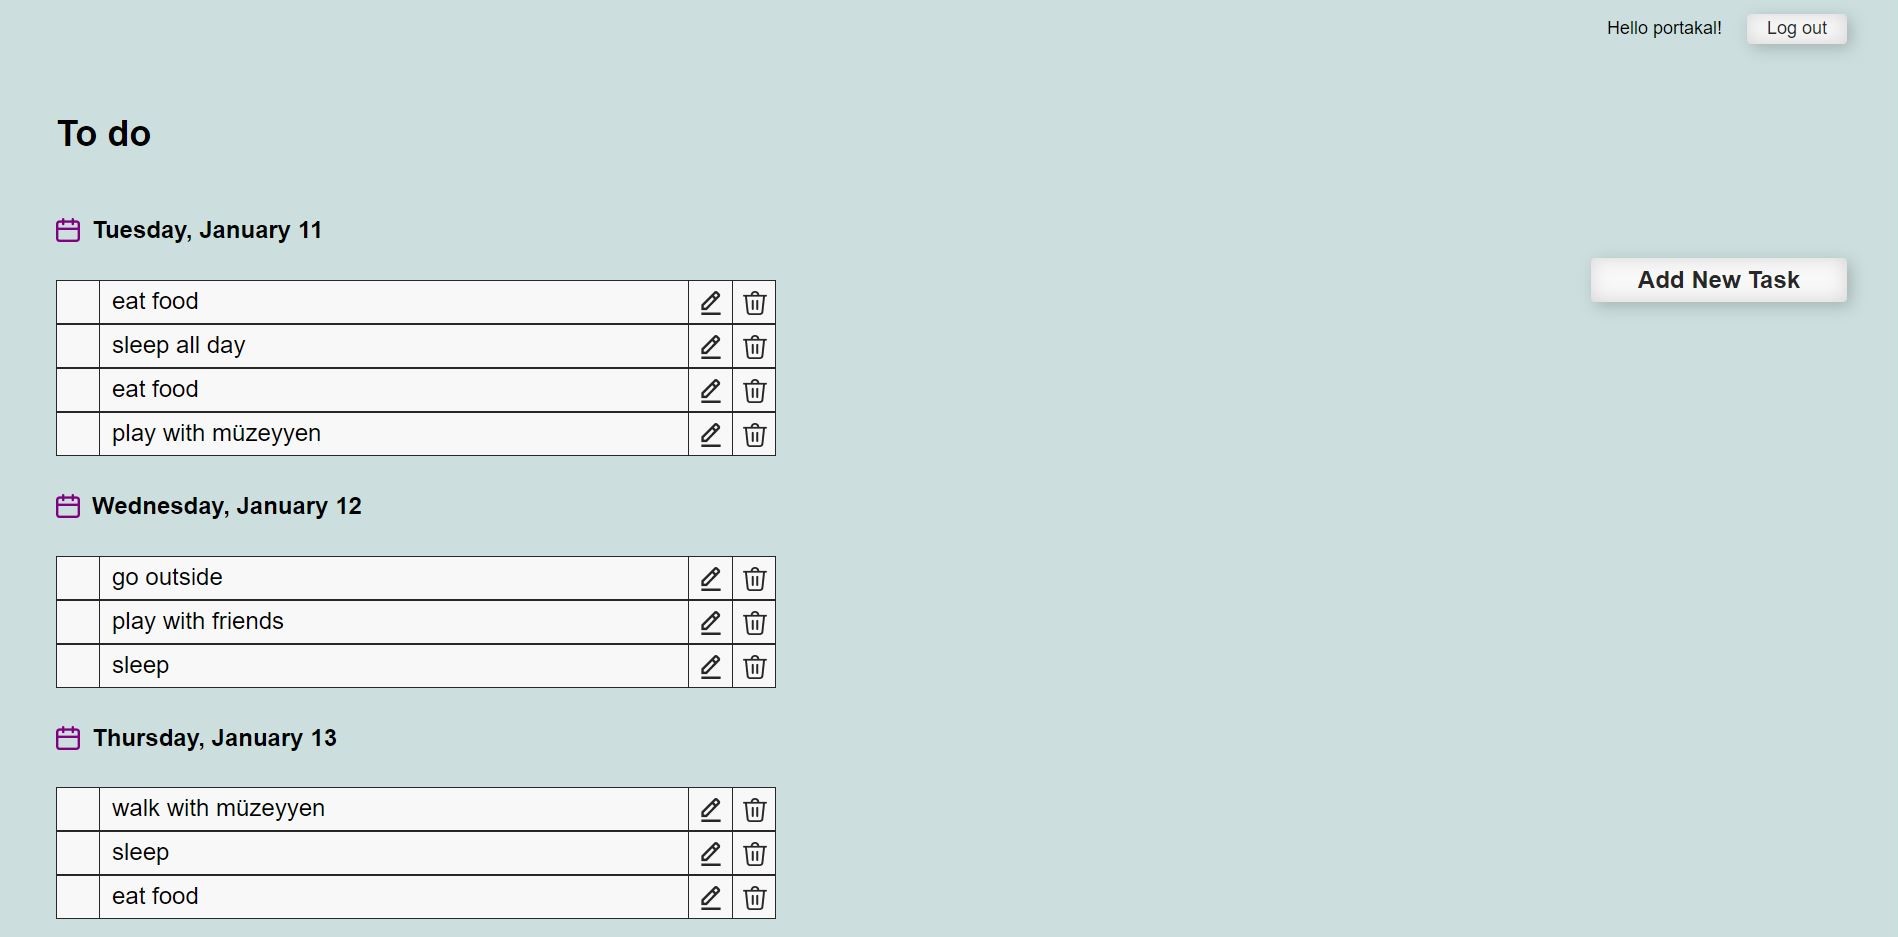 Hello portakal!
Log out
To do
Tuesday, January 11
Add New Task
eat food
sleep all day
eat food
play with müzeyyen
Wednesday, January 12
go outside
play with friends
sleep
Thursday, January 13
walk with müzeyyen
sleep
eat food